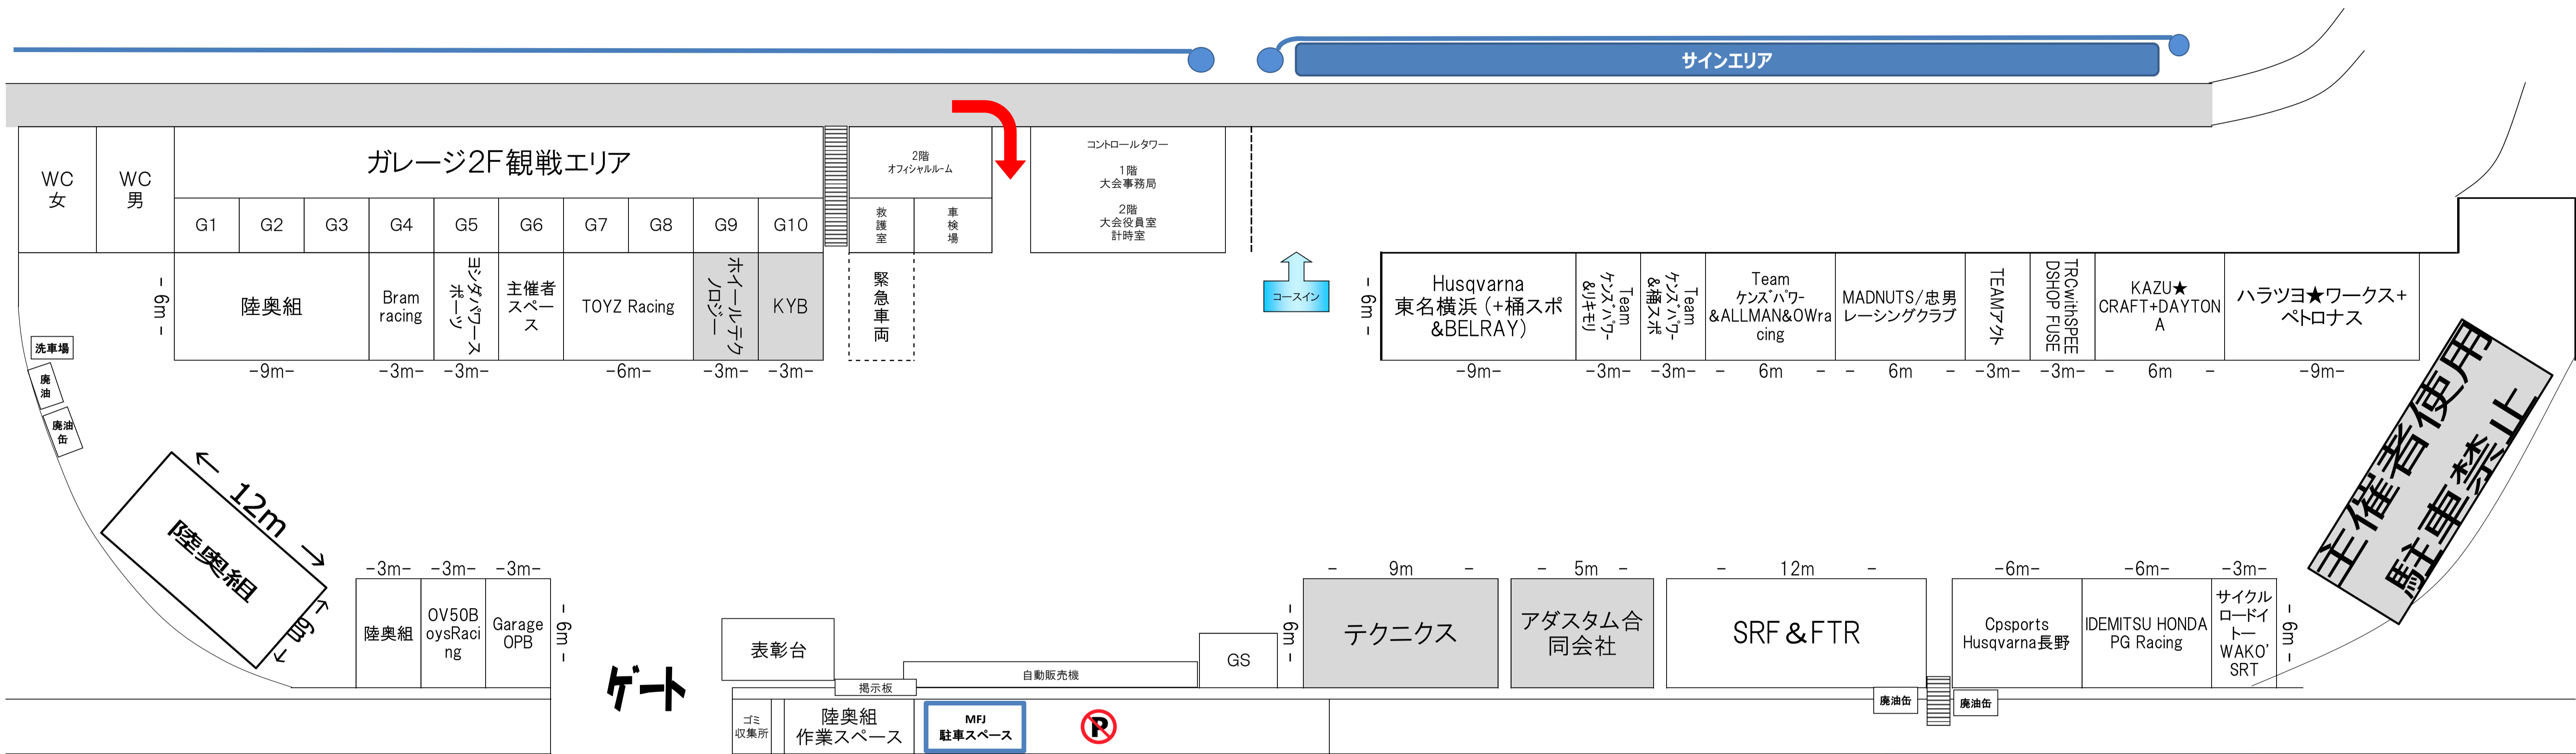 サインエリア
WC
女
WC
男
ガレージ2F観戦エリア
2階
オフィシャルルーム
コントロールタワー
1階
大会事務局
2階
大会役員室
計時室
G1
G2
G3
G4
G5
G6
G7
G8
G9
G10
救護室
車検場
- 6m -
陸奥組
Bram
racing
ヨシダパワース
ポーツ
主催者
スペー
ス
TOYZ Racing
ホイールテク
ノロジー
KYB
緊急車両
コースイン
- 6m -
Husqvarna
東名横浜（+桶スポ
&BELRAY）
Team
ケンズパワー
&リキモリ
Team
ケンズパワー
&桶スポ
Team
ケンズパワー
&ALLMAN&OWra
cing
MADNUTS/忠男
レーシングクラブ
TEAMアクト
TRCwithSPEE
DSHOP FUSE
KAZU★
CRAFT+DAYTON
A
ハラツヨ★ワークス+
ペトロナス
-9m-
-3m-
-3m-
-6m-
-3m-
-3m-
-9m-
-3m-
-3m-
- 6m -
- 6m -
-3m-
-3m-
- 6m -
-9m-
洗車場
廃
油
廃油
缶
主催者使用
駐車禁止
12m
陸奥組
6m
-3m-
-3m-
-3m-
陸奥組
OV50B
oysRaci
ng
Garage
OPB
- 6m -
ゲート
表彰台
掲示板
自動販売機
GS
- 6m -
- 9m -
- 5m -
- 12m -
-6m-
-6m-
-3m-
テクニクス
アダスタム合
同会社
SRF＆FTR
Cpsports
Husqvarna長野
IDEMITSU HONDA
PG Racing
サイクル
ロードイ
トー
WAKO'
SRT
- 6m -
ゴミ
収集所
陸奥組
作業スペース
MFJ
駐車スペース
P
廃油缶
廃油缶